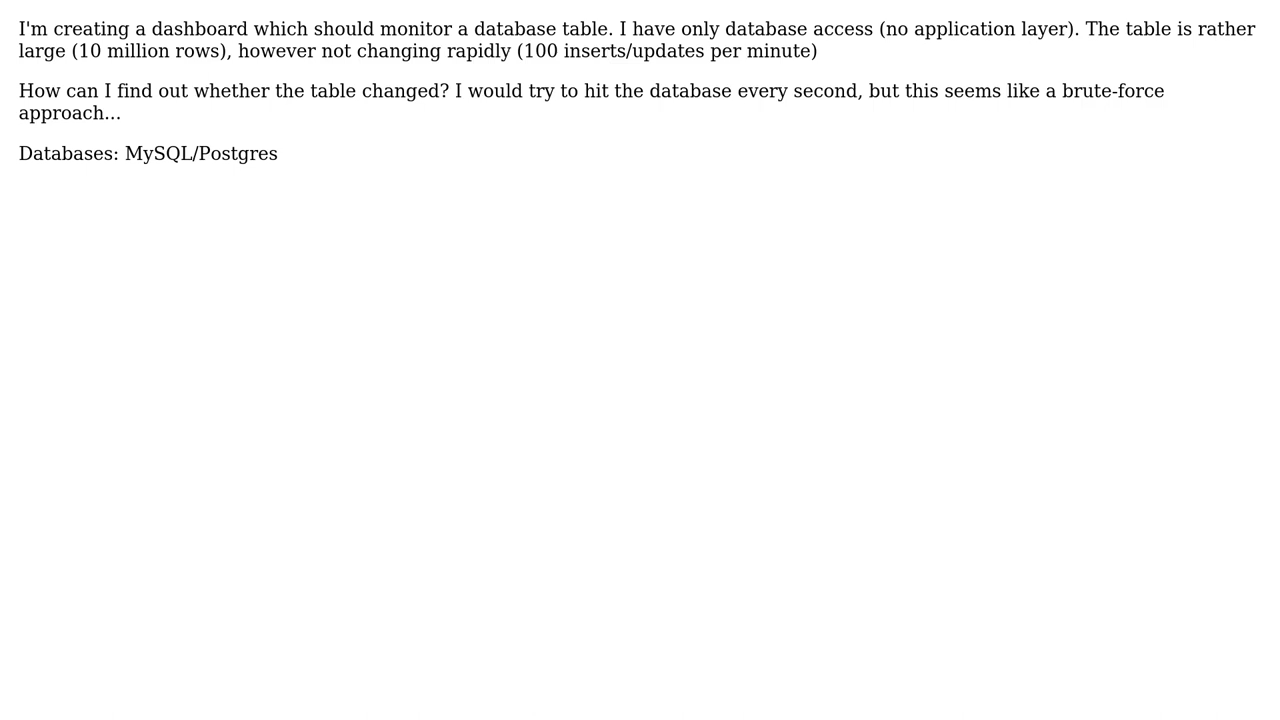 I'm creating a dashboard which should monitor a database table. I have only database access (no application layer). The table is rather
large (10 million rows), however not changing rapidly (100 inserts/updates per minute)
How can I find out whether the table changed? I would try to hit the database every second, but this seems like a brute-force
approach...
Databases: MySQL/Postgres